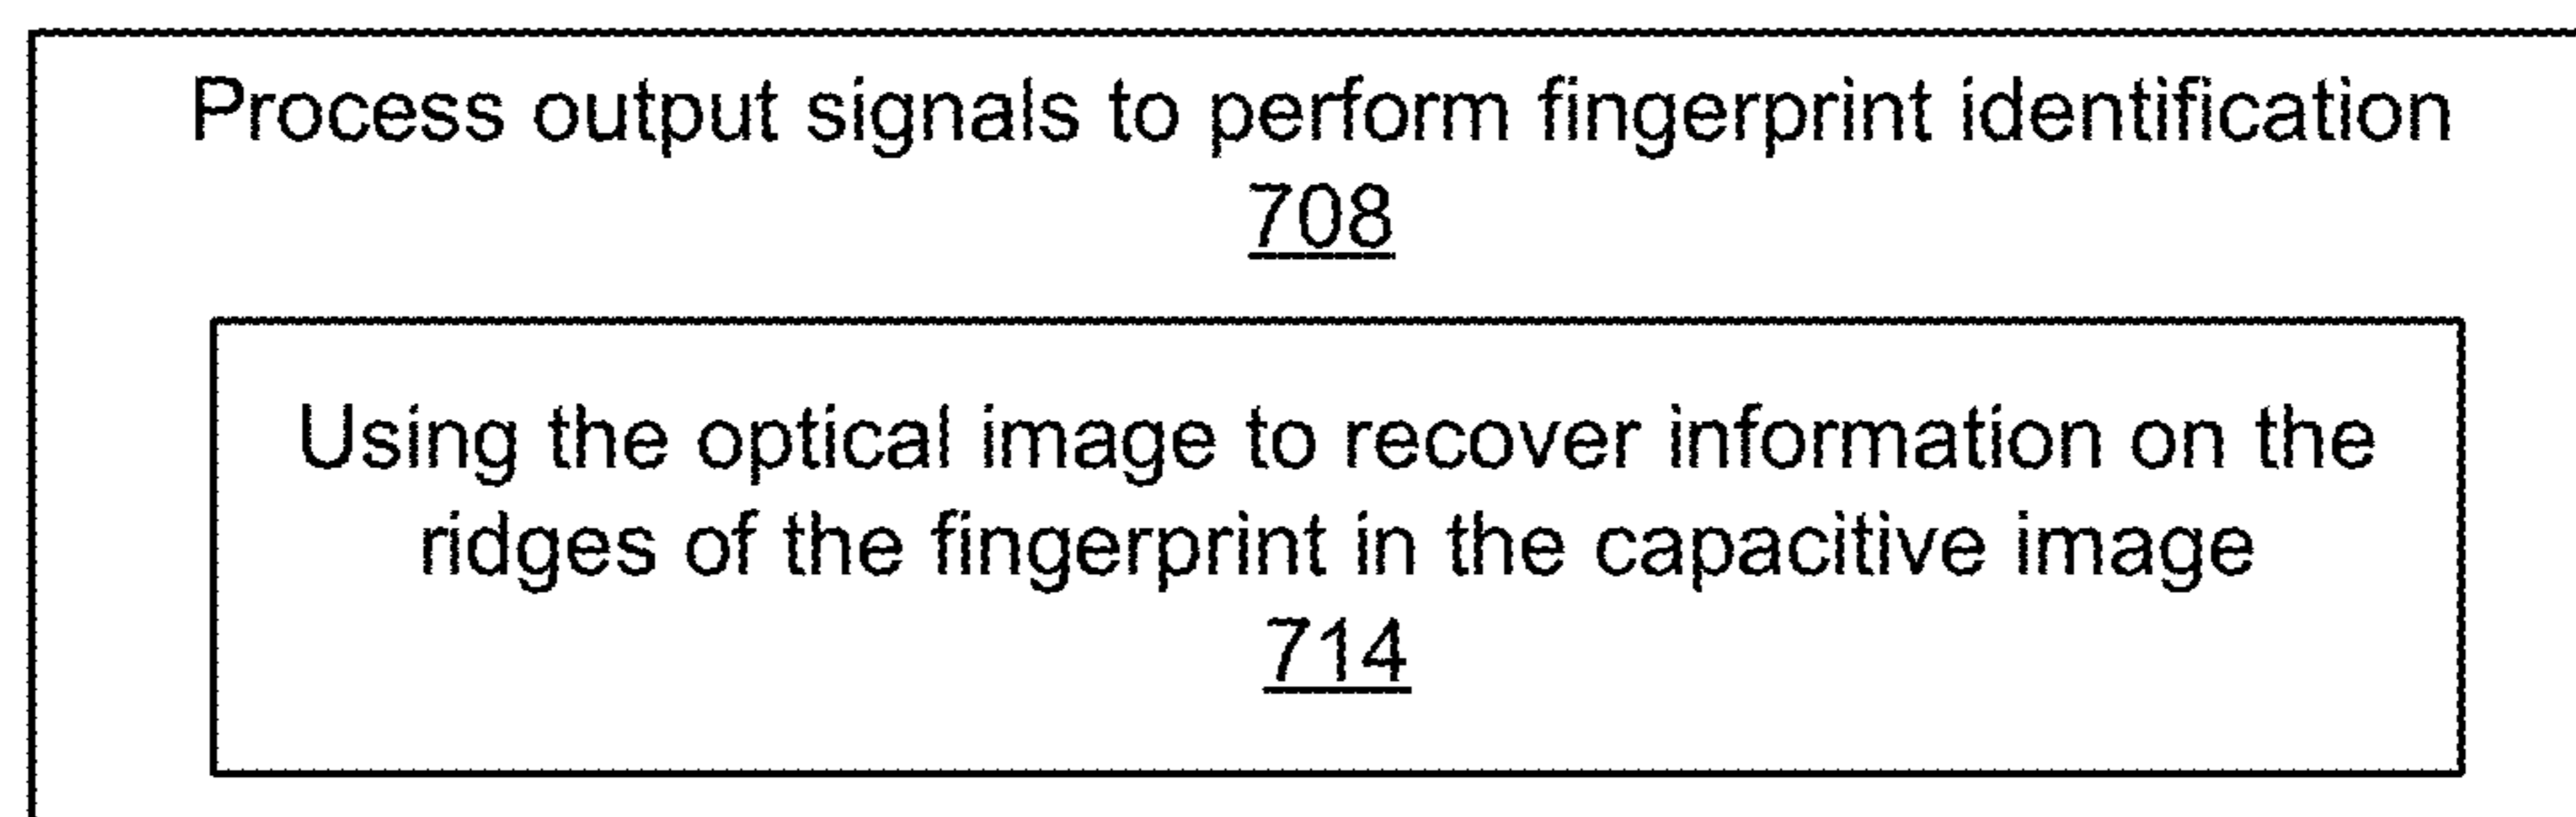 Process output signals to perform fingerprint identification
708
Using the optical image to recover information on the
ridges of the fingerprint in the capacitive image
714